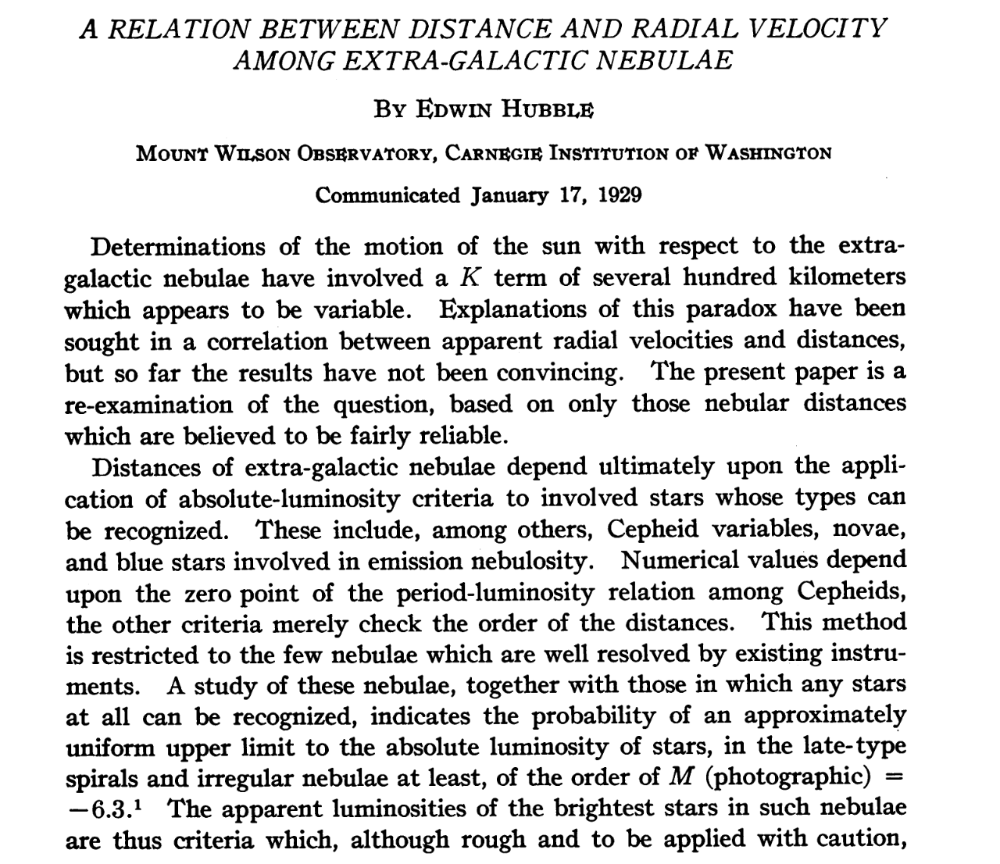 A RELATION BETWEEN DISTANCE AND RADIAL VELOCITY
AMONG EXTRA-GALACTIC NEBULAE
By Edwin Hubble
Mount Wilson Observatory, Carnegie Institution of Washington
Communicated January 17, 1929
Determinations of the motion of the sun with respect to the extra-
galactic nebulae have involved a K term of several hundred kilometers
which appears to be variable. Explanations of this paradox have been
sought in a correlation between apparent radial velocities and distances,
but so far the results have not been convincing. The present paper is a
re-examination of the question, based on only those nebular distances
which are believed to be fairly reliable.
Distances of extra-galactic nebulae depend ultimately upon the appli-
cation of absolute-luminosity criteria to involved stars whose types can
be recognized. These include, among others, Cepheid variables, novae,
and blue stars involved in emission nebulosity. Numerical values depend
upon the zero point of the period-luminosity relation among Cepheids,
the other criteria merely check the order of the distances. This method
is restricted to the few nebulae which are well resolved by existing instru-
ments. A study of these nebulae, together with those in which any stars
at all can be recognized, indicates the probability of an approximately
uniform upper limit to the absolute luminosity of stars, in the late-type
spirals and irregular nebulae at least, of the order of M (photographic) =
−6.3.¹ The apparent luminosities of the brightest stars in such nebulae
are thus criteria which, although rough and to be applied with caution,